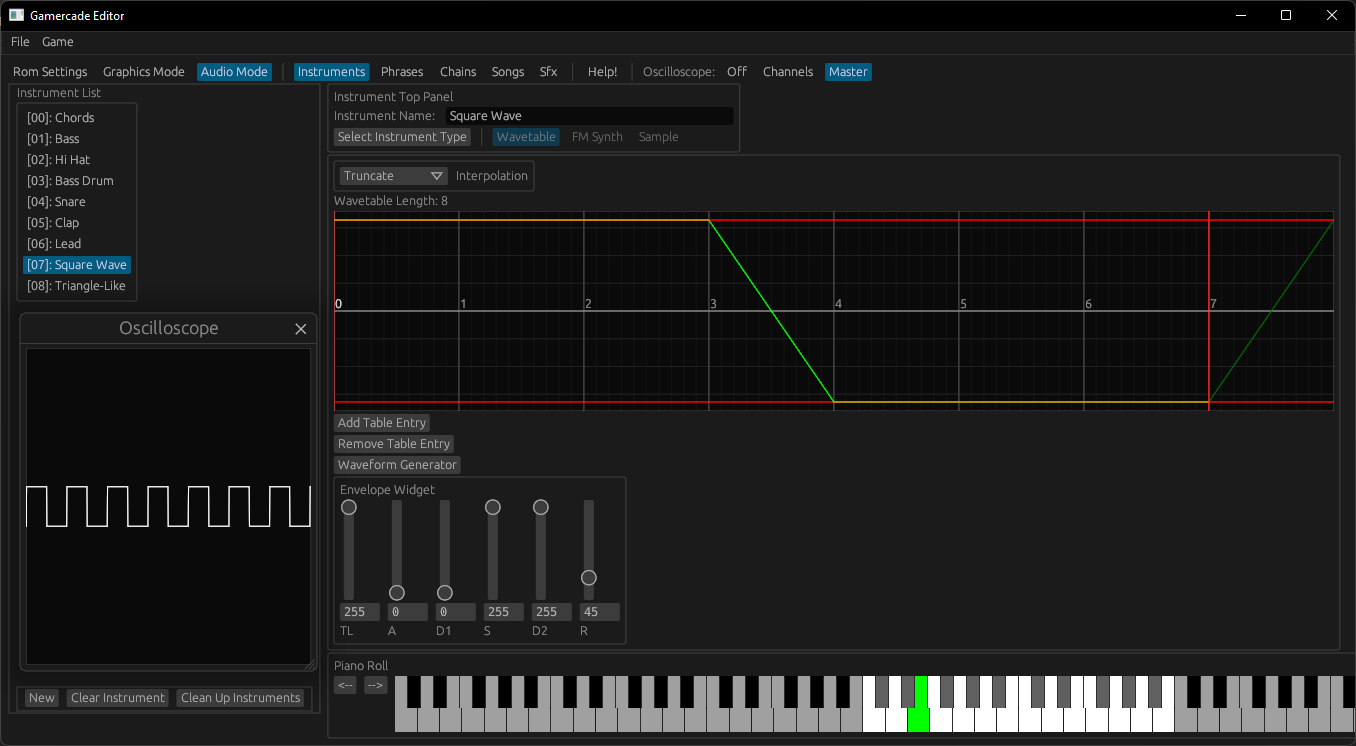 Gamercade Editor
File Game
Rom Settings Graphics Mode Audio Mode Instruments Phrases Chains Songs Sfx Help! Oscilloscope: Off Channels Master
Instrument List
[00]: Chords
[01]: Bass
[02]: Hi Hat
[03]: Bass Drum
[04]: Snare
[05]: Clap
[06]: Lead
[07]: Square Wave
[08]: Triangle-Like
Oscilloscope
New Clear Instrument Clean Up Instruments
Instrument Top Panel
Instrument Name: Square Wave
Select Instrument Type Wavetable FM Synth Sample
Truncate Interpolation
Wavetable Length: 8
0 1 2 3 4 5 6 7
Add Table Entry
Remove Table Entry
Waveform Generator
Envelope Widget
255 0 0 255 255 45
TL A D1 S D2 R
Piano Roll
<-- -->